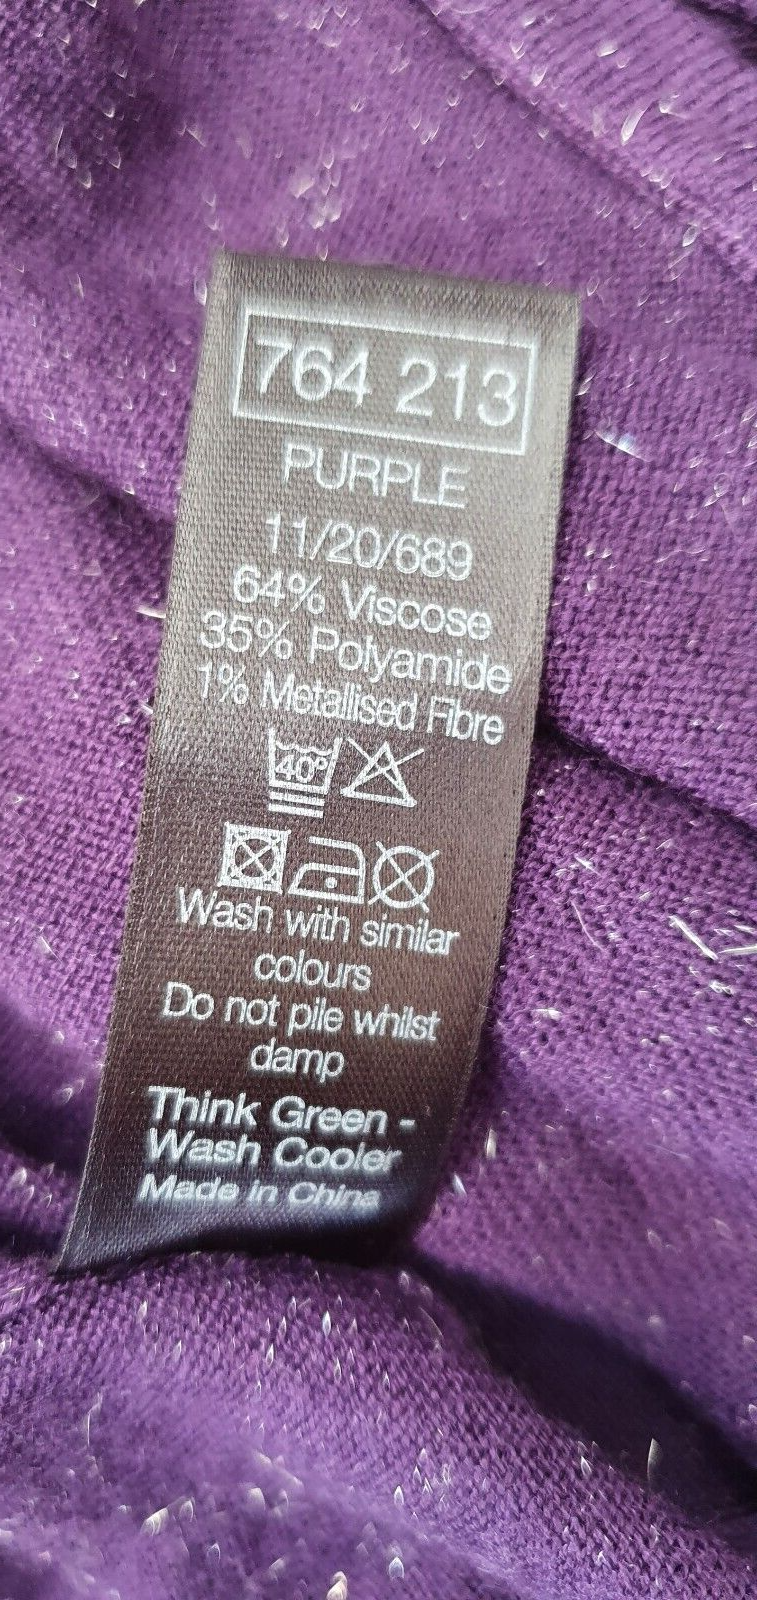 764 213
PURPLE
11/20/689
64% Viscose
35% Polyamide
1% Metallised Fibre
40°
Wash with similar
colours
Do not pile whilst
damp
Think Green -
Wash Cooler
Made in China